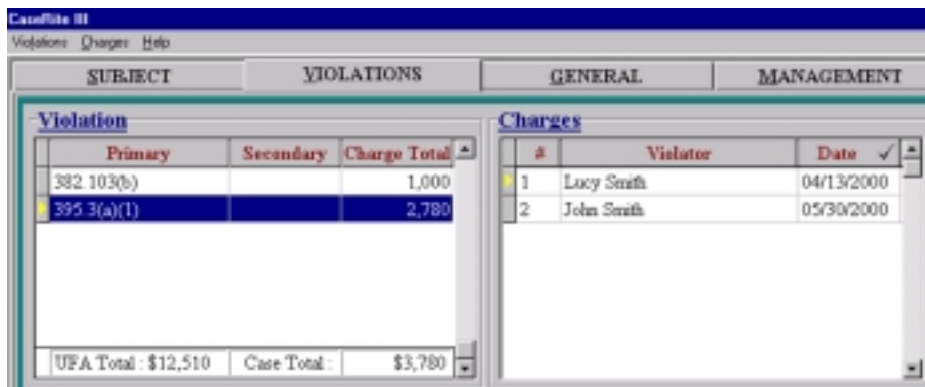 CaseRite III
Violations Charges Help
SUBJECT VIOLATIONS GENERAL MANAGEMENT
Violation
Primary Secondary Charge Total
382.103(b) 1,000
395.3(a)(1) 2,780
UFA Total : $12,510 Case Total : $3,780
Charges
# Violator Date ✓
1 Lucy Smith 04/13/2000
2 John Smith 05/30/2000